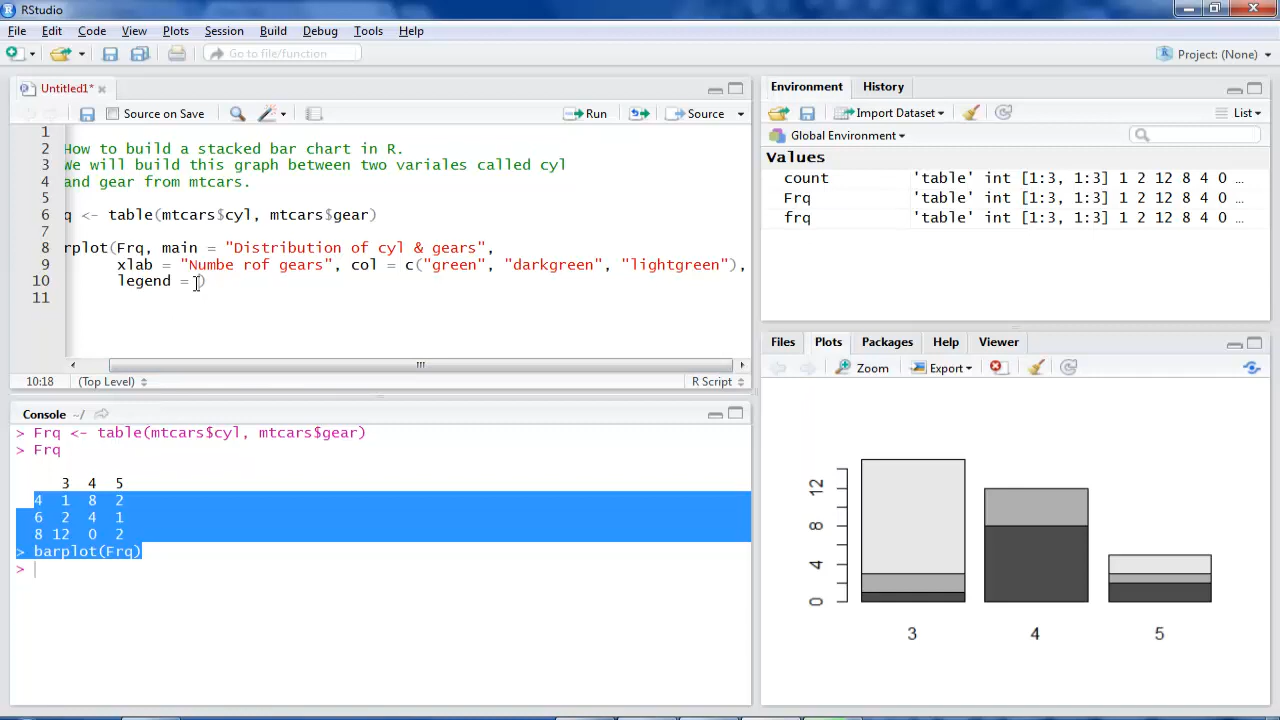 RStudio
File Edit Code View Plots Session Build Debug Tools Help
Go to file/function
Project: (None)
Untitled1*
Source on Save
Run
Source
1
2 How to build a stacked bar chart in R.
3 We will build this graph between two variales called cyl
4 and gear from mtcars.
5
6 q <- table(mtcars$cyl, mtcars$gear)
7
8 rplot(Frq, main = "Distribution of cyl & gears",
9 xlab = "Numbe rof gears", col = c("green", "darkgreen", "lightgreen"),
10 legend = )
11
10:18 (Top Level) R Script
Console ~/
> Frq <- table(mtcars$cyl, mtcars$gear)
> Frq
3 4 5
4 1 8 2
6 2 4 1
8 12 0 2
> barplot(Frq)
>
Environment History
Import Dataset
List
Global Environment
Values
count 'table' int [1:3, 1:3] 1 2 12 8 4 0 ...
Frq 'table' int [1:3, 1:3] 1 2 12 8 4 0 ...
frq 'table' int [1:3, 1:3] 1 2 12 8 4 0 ...
Files Plots Packages Help Viewer
Zoom Export
12
8
4
0
3 4 5